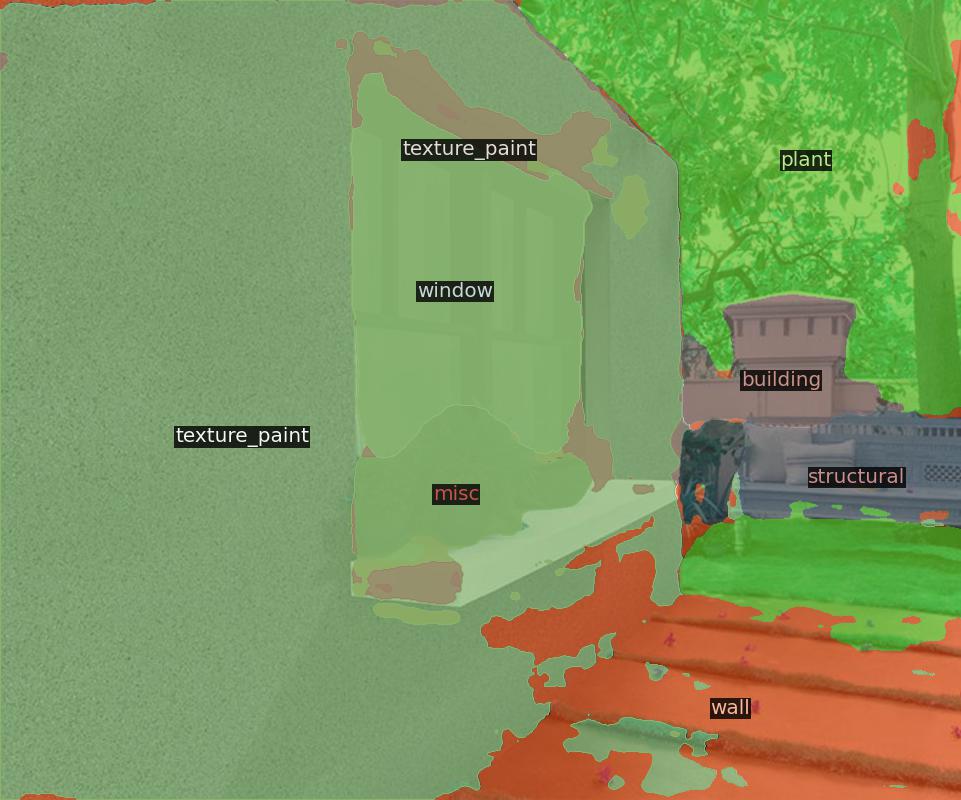 texture_paint
plant
window
building
texture_paint
structural
misc
wall